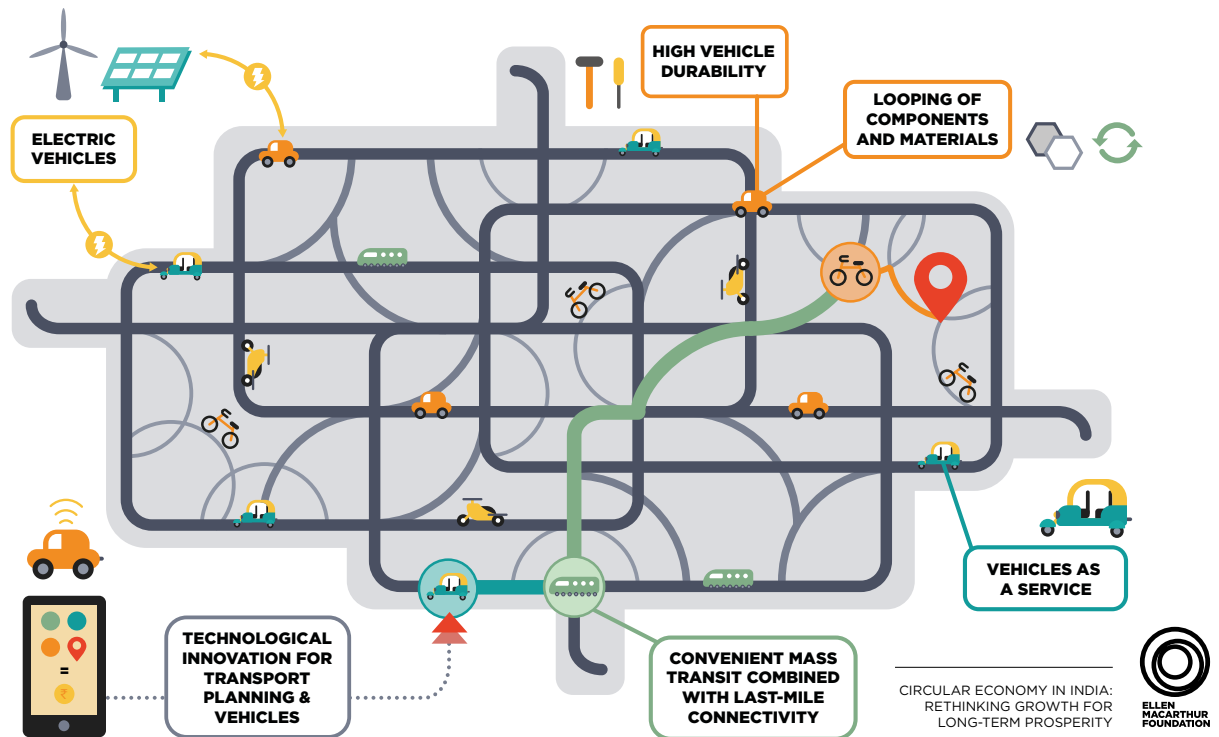 HIGH VEHICLE
DURABILITY
LOOPING OF
COMPONENTS
AND MATERIALS
ELECTRIC
VEHICLES
VEHICLES AS
A SERVICE
TECHNOLOGICAL
INNOVATION FOR
TRANSPORT
PLANNING &
VEHICLES
=
₹
CONVENIENT MASS
TRANSIT COMBINED
WITH LAST-MILE
CONNECTIVITY
CIRCULAR ECONOMY IN INDIA:
RETHINKING GROWTH FOR
LONG-TERM PROSPERITY
ELLEN
MACARTHUR
FOUNDATION